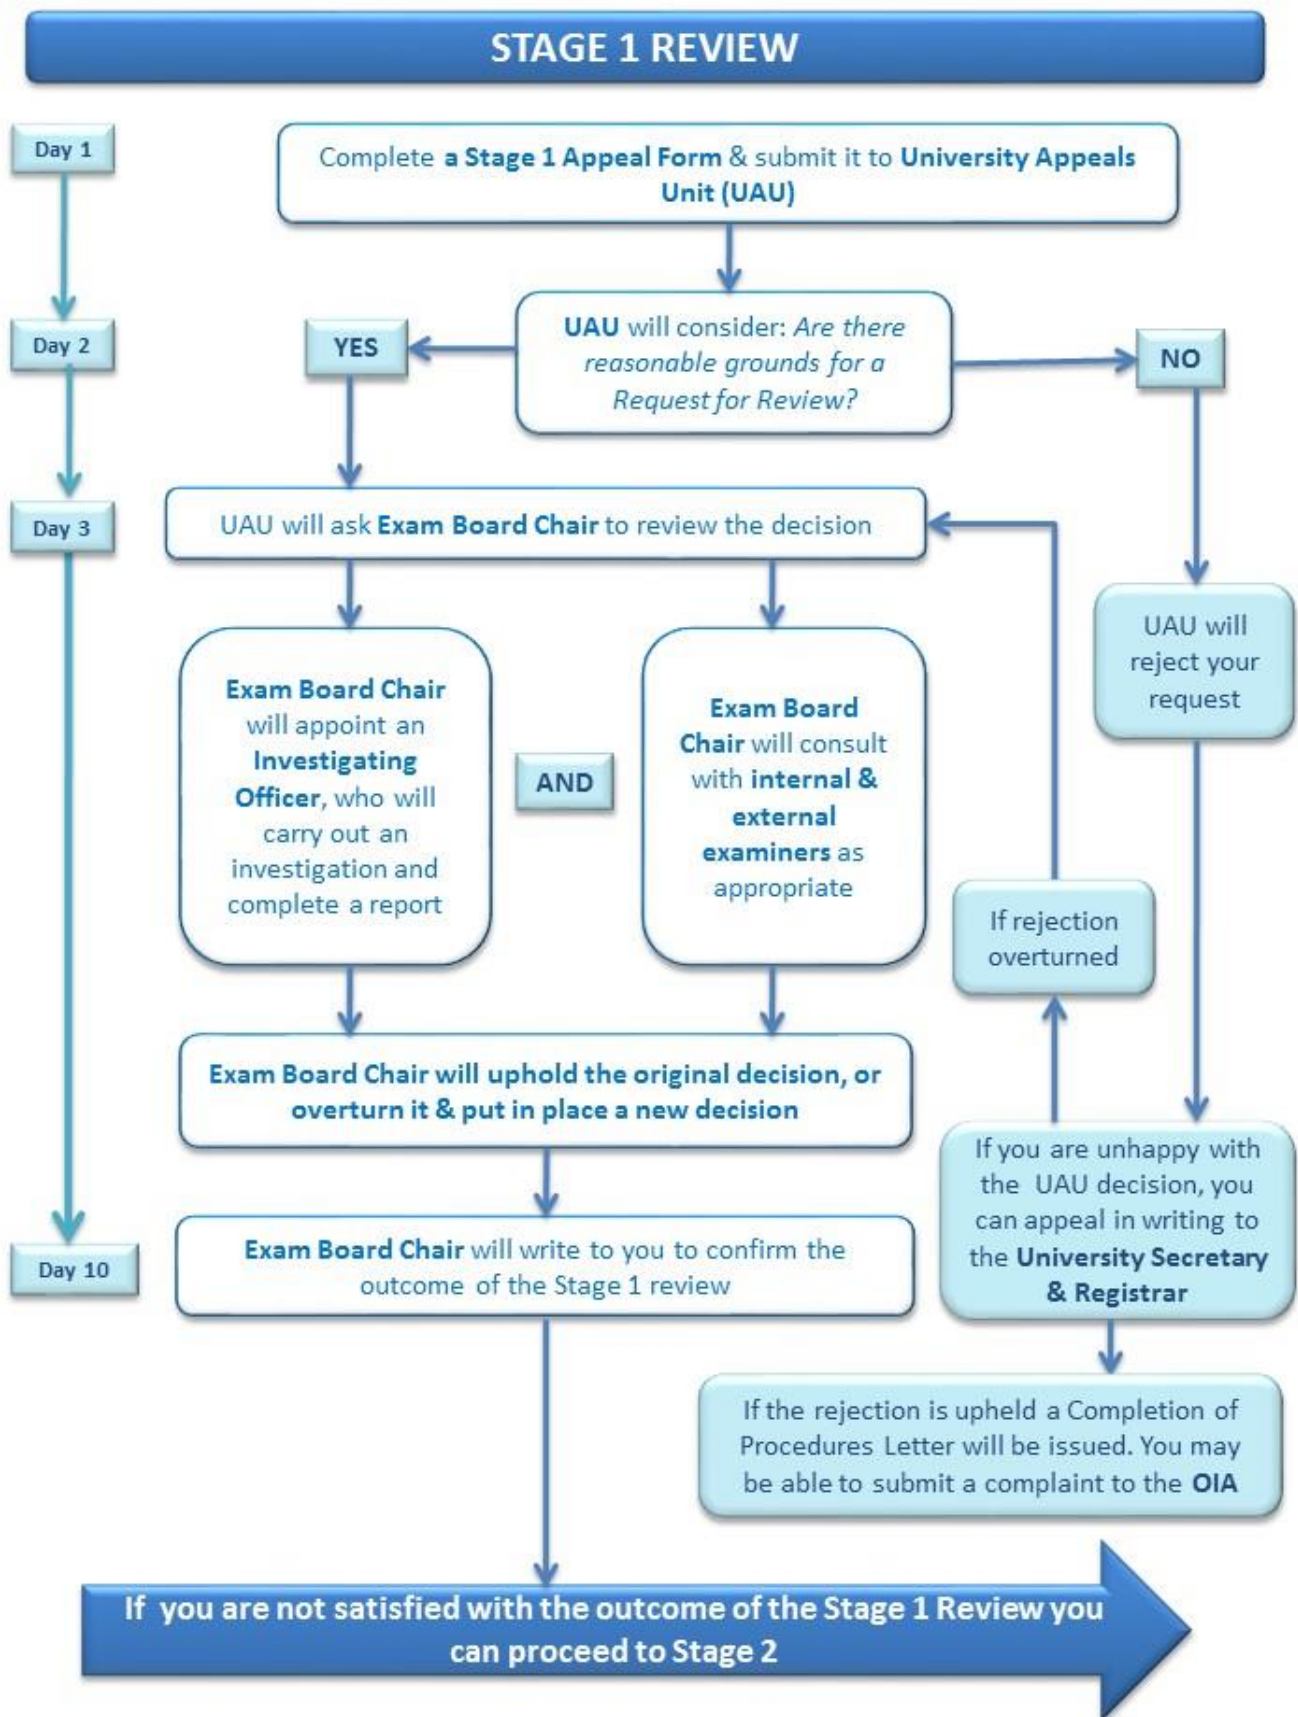 STAGE 1 REVIEW
Day 1
Complete a Stage 1 Appeal Form & submit it to University Appeals
Unit (UAU)
Day 2
YES
UAU will consider: Are there
reasonable grounds for a
Request for Review?
NO
Day 3
UAU will ask Exam Board Chair to review the decision
UAU will
reject your
request
Exam Board Chair
will appoint an
Investigating
Officer, who will
carry out an
investigation and
complete a report
AND
Exam Board
Chair will consult
with internal &
external
examiners as
appropriate
If rejection
overturned
Exam Board Chair will uphold the original decision, or
overturn it & put in place a new decision
If you are unhappy with
the UAU decision, you
can appeal in writing to
the University Secretary
& Registrar
Day 10
Exam Board Chair will write to you to confirm the
outcome of the Stage 1 review
If the rejection is upheld a Completion of
Procedures Letter will be issued. You may
be able to submit a complaint to the OIA
If you are not satisfied with the outcome of the Stage 1 Review you
can proceed to Stage 2